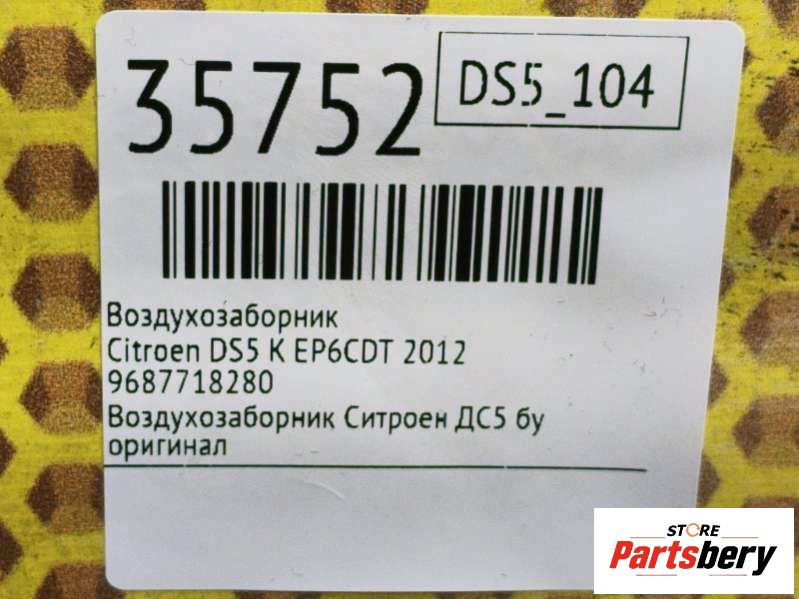 35752
DS5_104
Воздухозаборник
Citroen DS5 K EP6CDT 2012
9687718280
Воздухозаборник Ситроен ДС5 бу
оригинал
STORE
Partsbery